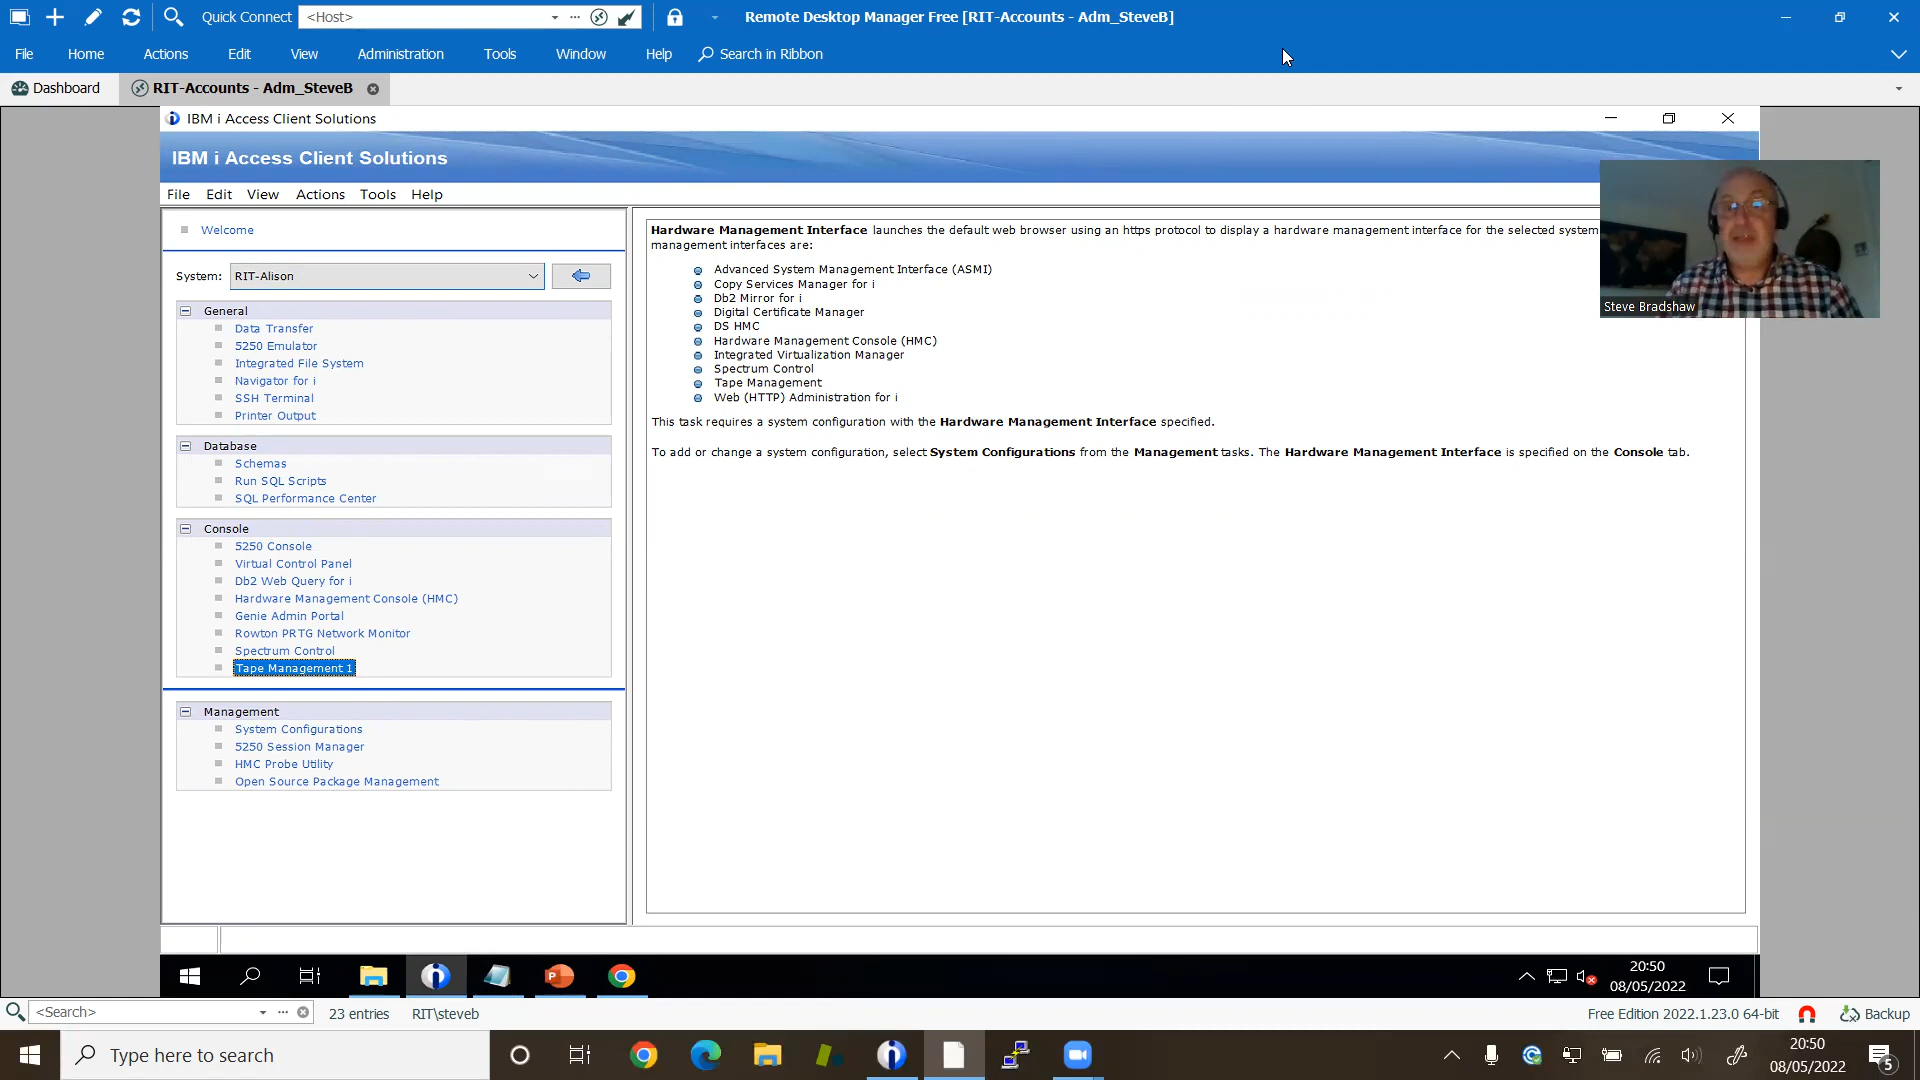 Quick Connect <Host> Remote Desktop Manager Free [RIT-Accounts - Adm_SteveB]
File Home Actions Edit View Administration Tools Window Help Search in Ribbon
Dashboard RIT-Accounts - Adm_SteveB
IBM i Access Client Solutions
IBM i Access Client Solutions
File Edit View Actions Tools Help
Welcome
System: RIT-Alison
General
Data Transfer
5250 Emulator
Integrated File System
Navigator for i
SSH Terminal
Printer Output
Database
Schemas
Run SQL Scripts
SQL Performance Center
Console
5250 Console
Virtual Control Panel
Db2 Web Query for i
Hardware Management Console (HMC)
Genie Admin Portal
Rowton PRTG Network Monitor
Spectrum Control
Tape Management 1
Management
System Configurations
5250 Session Manager
HMC Probe Utility
Open Source Package Management
Hardware Management Interface launches the default web browser using an https protocol to display a hardware management interface for the selected system
management interfaces are:
Advanced System Management Interface (ASMI)
Copy Services Manager for i
Db2 Mirror for i
Digital Certificate Manager
DS HMC
Hardware Management Console (HMC)
Integrated Virtualization Manager
Spectrum Control
Tape Management
Web (HTTP) Administration for i
This task requires a system configuration with the Hardware Management Interface specified.
To add or change a system configuration, select System Configurations from the Management tasks. The Hardware Management Interface is specified on the Console tab.
Steve Bradshaw
20:50
08/05/2022
<Search> 23 entries RIT\steveb Free Edition 2022.1.23.0 64-bit Backup
Type here to search
20:50
08/05/2022
5